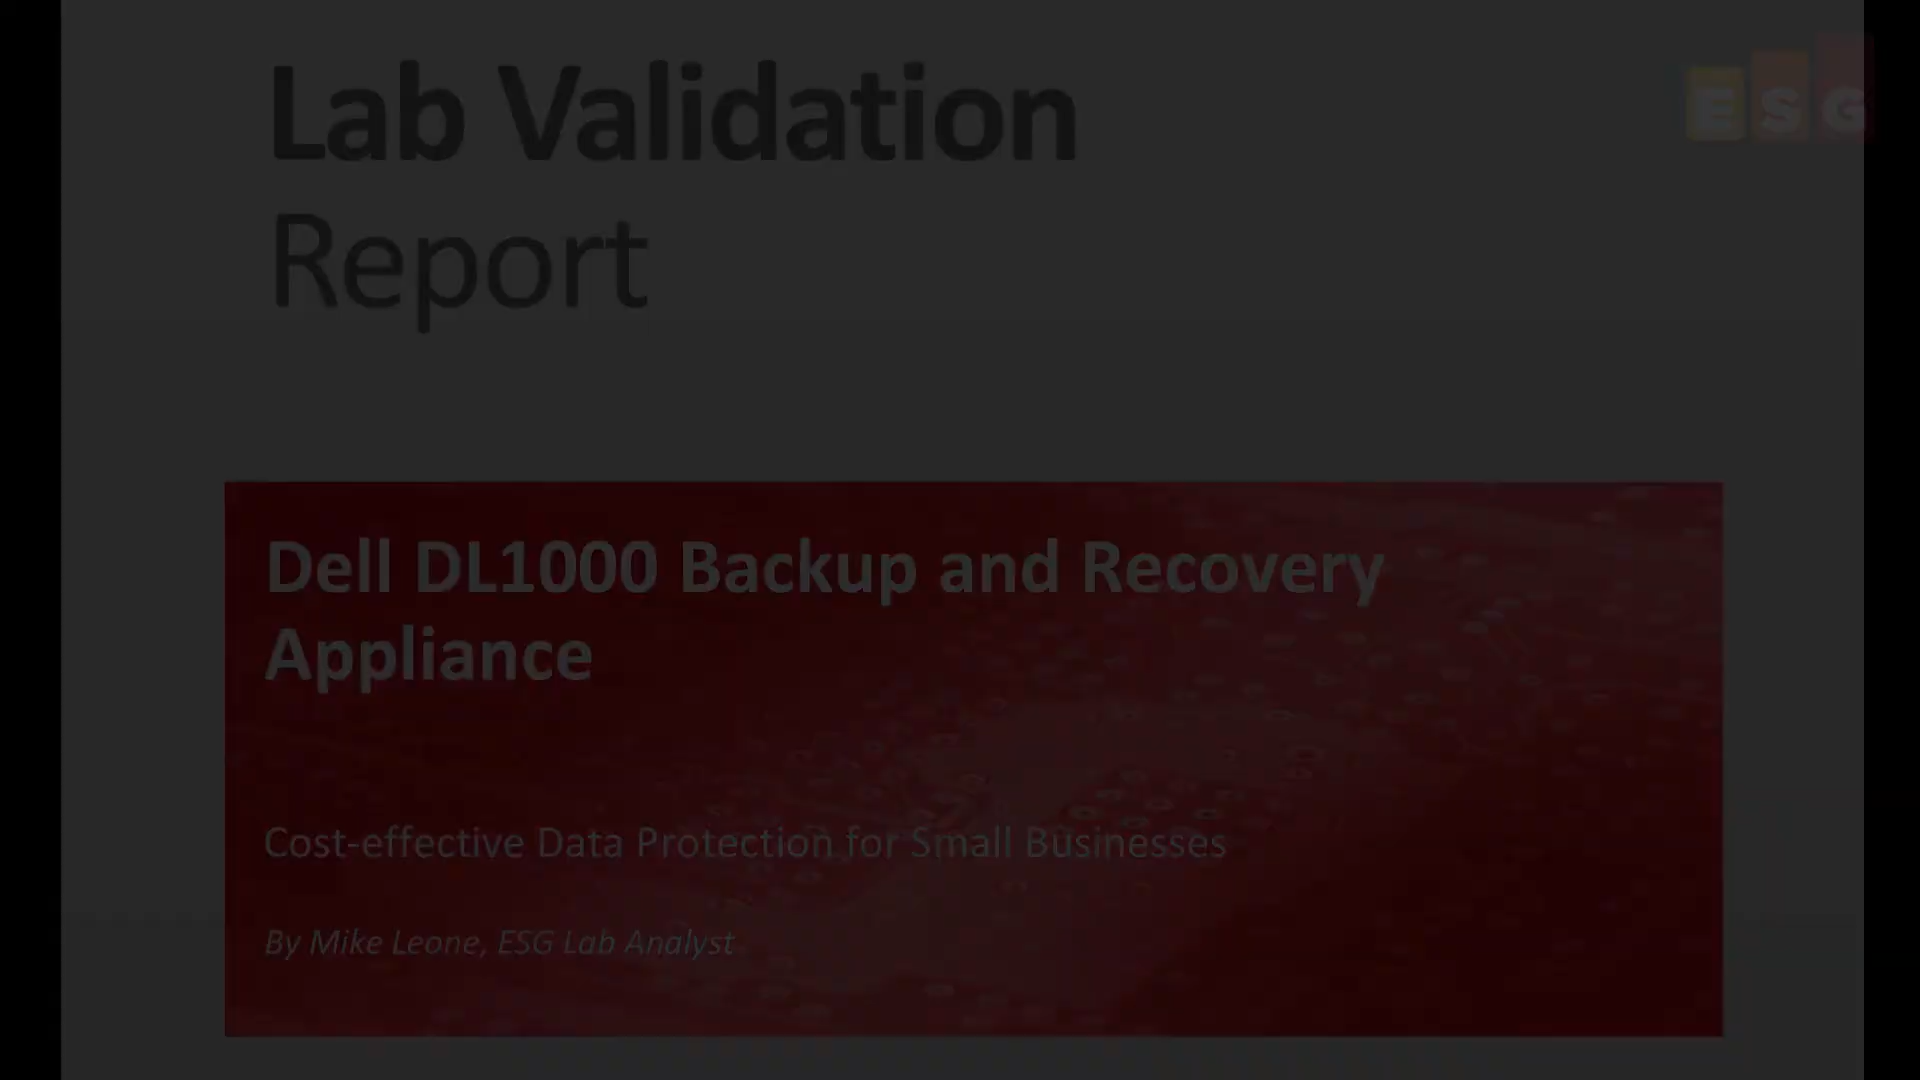 Lab Validation
Report
ESG
Dell DL1000 Backup and Recovery
Appliance
Cost-effective Data Protection for Small Businesses
By Mike Leone, ESG Lab Analyst